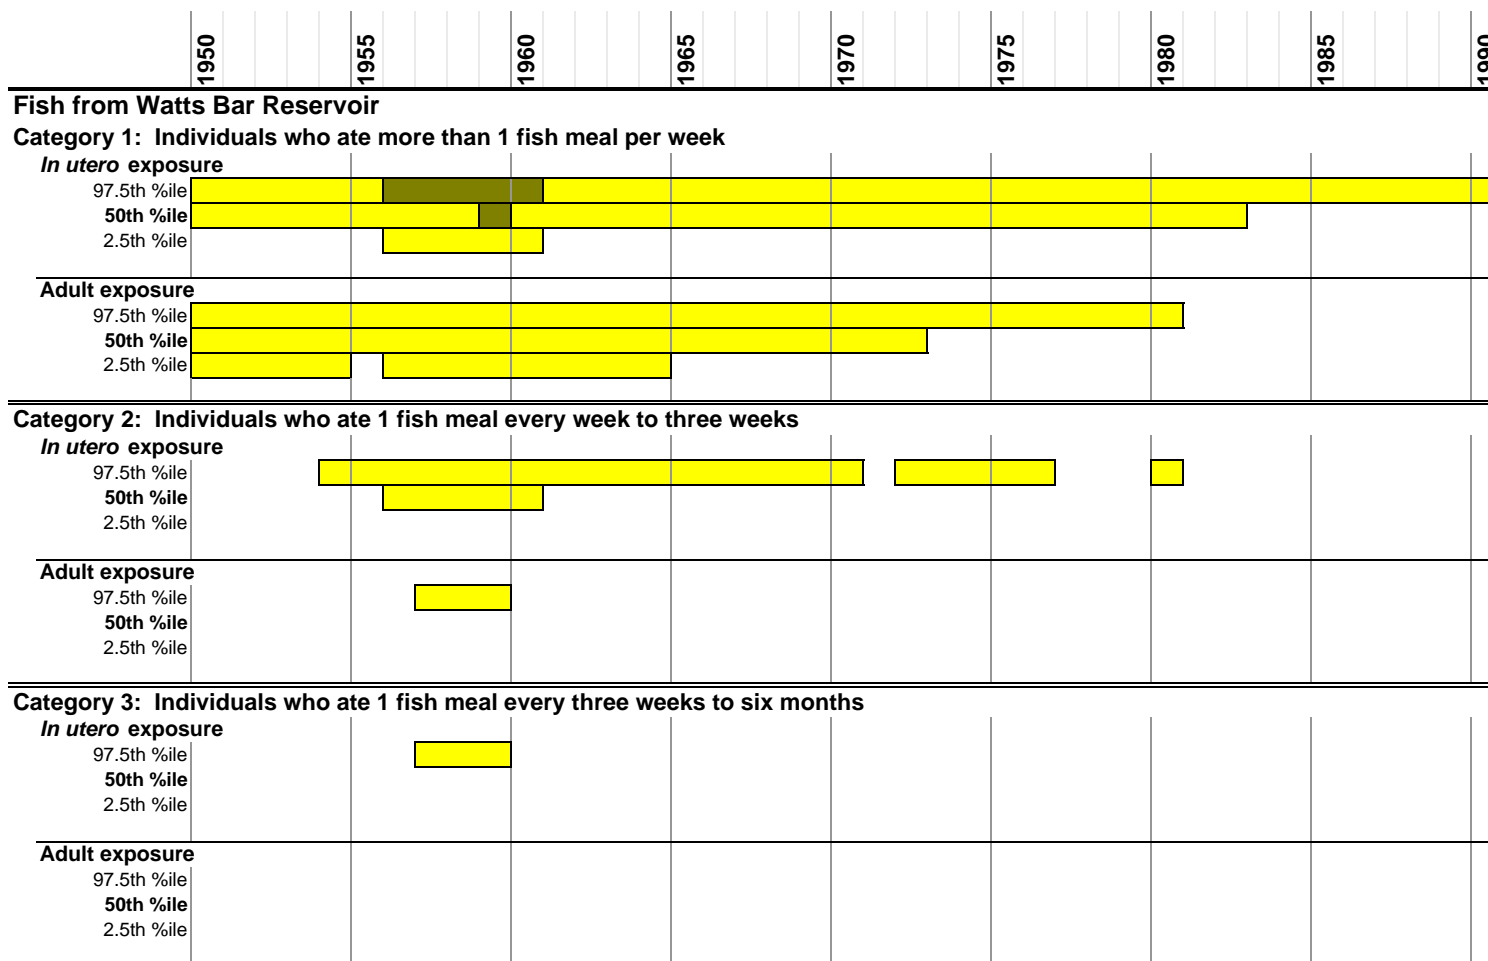 1950 1955 1960 1965 1970 1975 1980 1985 1990
Fish from Watts Bar Reservoir
Category 1: Individuals who ate more than 1 fish meal per week
In utero exposure
97.5th %ile
50th %ile
2.5th %ile
Adult exposure
97.5th %ile
50th %ile
2.5th %ile
Category 2: Individuals who ate 1 fish meal every week to three weeks
In utero exposure
97.5th %ile
50th %ile
2.5th %ile
Adult exposure
97.5th %ile
50th %ile
2.5th %ile
Category 3: Individuals who ate 1 fish meal every three weeks to six months
In utero exposure
97.5th %ile
50th %ile
2.5th %ile
Adult exposure
97.5th %ile
50th %ile
2.5th %ile